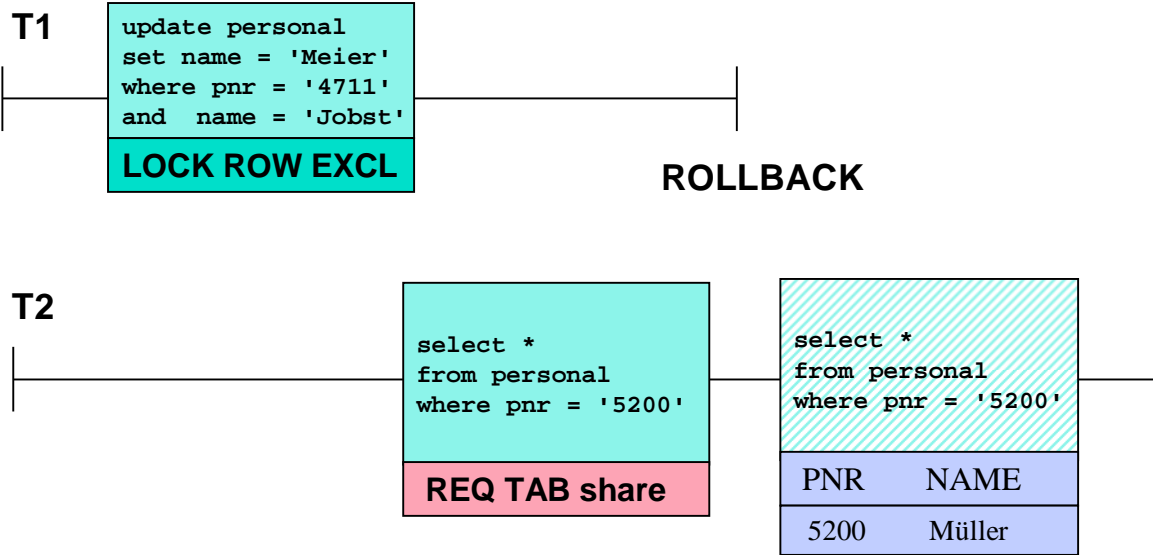 T1
update personal
set name = 'Meier'
where pnr = '4711'
and  name = 'Jobst'
LOCK ROW EXCL
ROLLBACK
T2
select *
from personal
where pnr = '5200'
REQ TAB share
select *
from personal
where pnr = '5200'
PNR NAME
5200 Müller